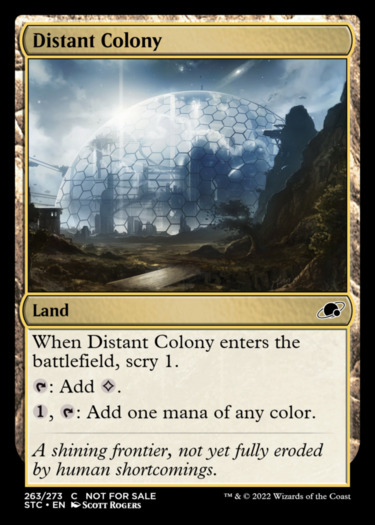 Distant Colony
Land
When Distant Colony enters the
battlefield, scry 1.
: Add .
1, : Add one mana of any color.
A shining frontier, not yet fully eroded
by human shortcomings.
263/273 C NOT FOR SALE
STC • EN Scott Rogers
™ & © 2022 Wizards of the Coast